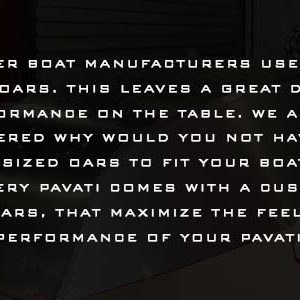 ER BOAT MANUFACTURERS USE
OARS. THIS LEAVES A GREAT D
ORMANCE ON THE TABLE. WE A
ERED WHY WOULD YOU NOT HAV
SIZED OARS TO FIT YOUR BOAT
ERY PAVATI COMES WITH A CUS
ARS, THAT MAXIMIZE THE FEEL
PERFORMANCE OF YOUR PAVATI